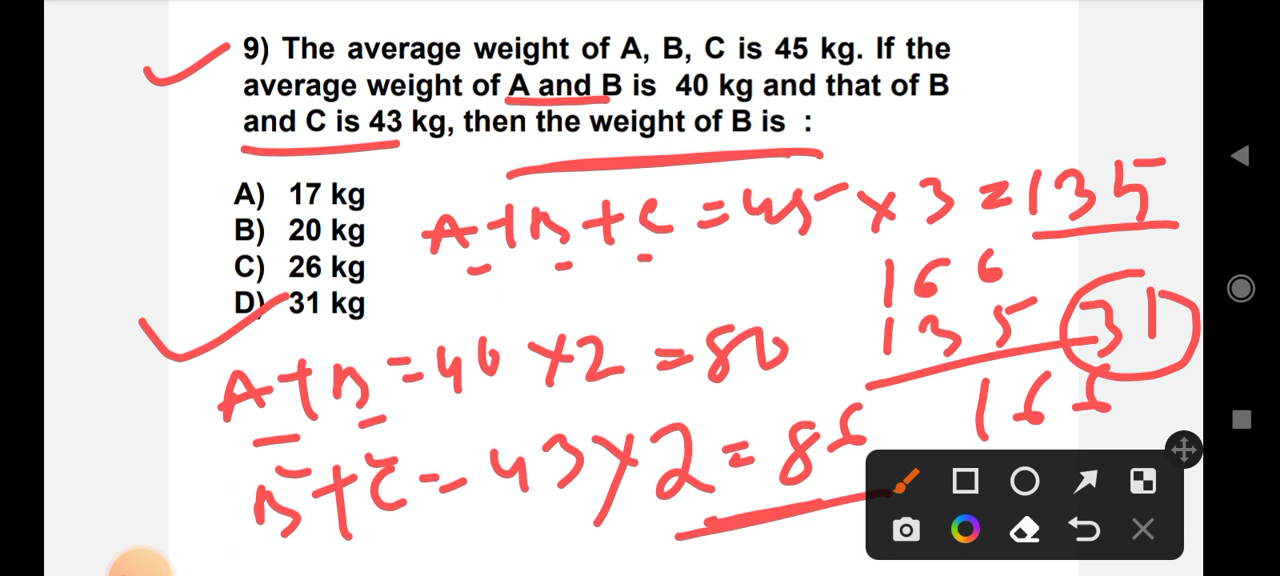 9) The average weight of A, B, C is 45 kg. If the
average weight of A and B is 40 kg and that of B
and C is 43 kg, then the weight of B is :
A) 17 kg
B) 20 kg
C) 26 kg
D) 31 kg
A+B+C=45×3=135
166
135 31
A+B=40×2=80
166
B+C=43×2=86